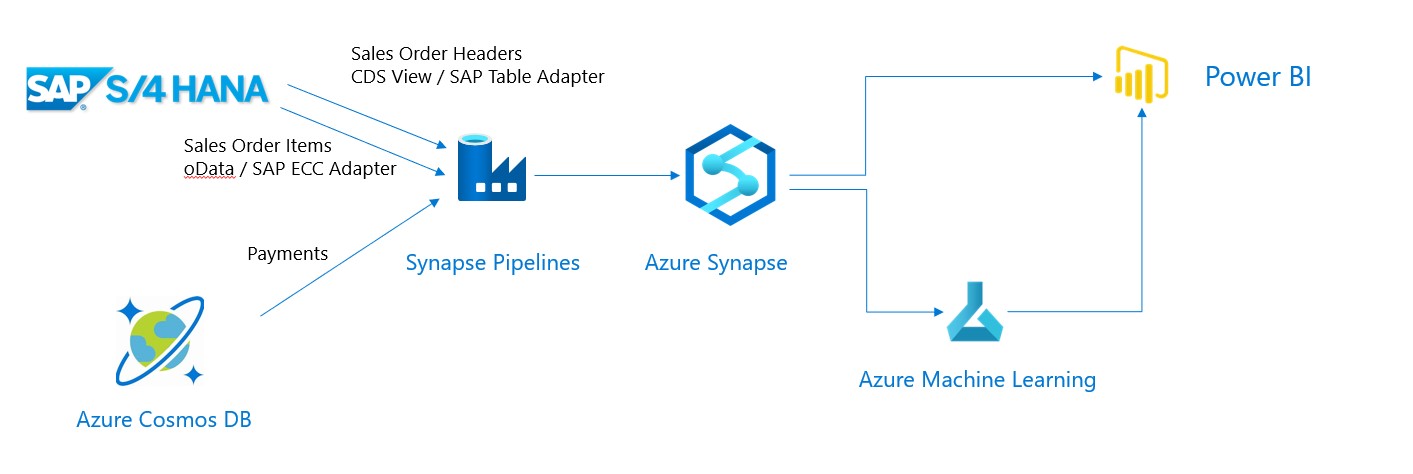 Sales Order Headers
CDS View / SAP Table Adapter
SAP S/4 HANA
®
Power BI
Sales Order Items
oData / SAP ECC Adapter
Payments
Synapse Pipelines
Azure Synapse
Azure Machine Learning
Azure Cosmos DB